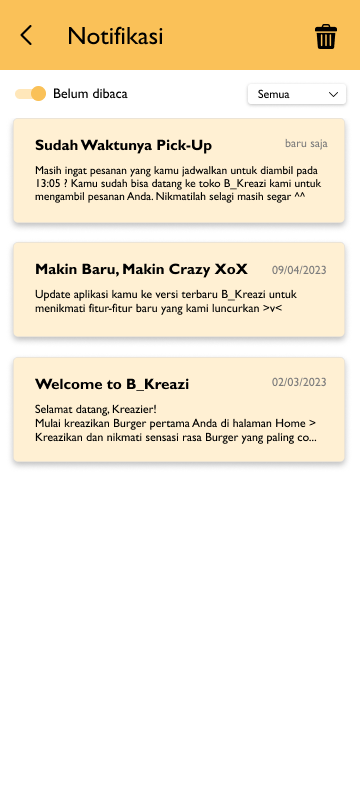 Notifikasi
Belum dibaca
Semua
Sudah Waktunya Pick-Up
baru saja
Masih ingat pesanan yang kamu jadwalkan untuk diambil pada
13:05 ? Kamu sudah bisa datang ke toko B_Kreazi kami untuk
mengambil pesanan Anda. Nikmatilah selagi masih segar ^^
Makin Baru, Makin Crazy XoX
09/04/2023
Update aplikasi kamu ke versi terbaru B_Kreazi untuk
menikmati fitur-fitur baru yang kami luncurkan >v<
Welcome to B_Kreazi
02/03/2023
Selamat datang, Kreazier!
Mulai kreazikan Burger pertama Anda di halaman Home >
Kreazikan dan nikmati sensasi rasa Burger yang paling co...